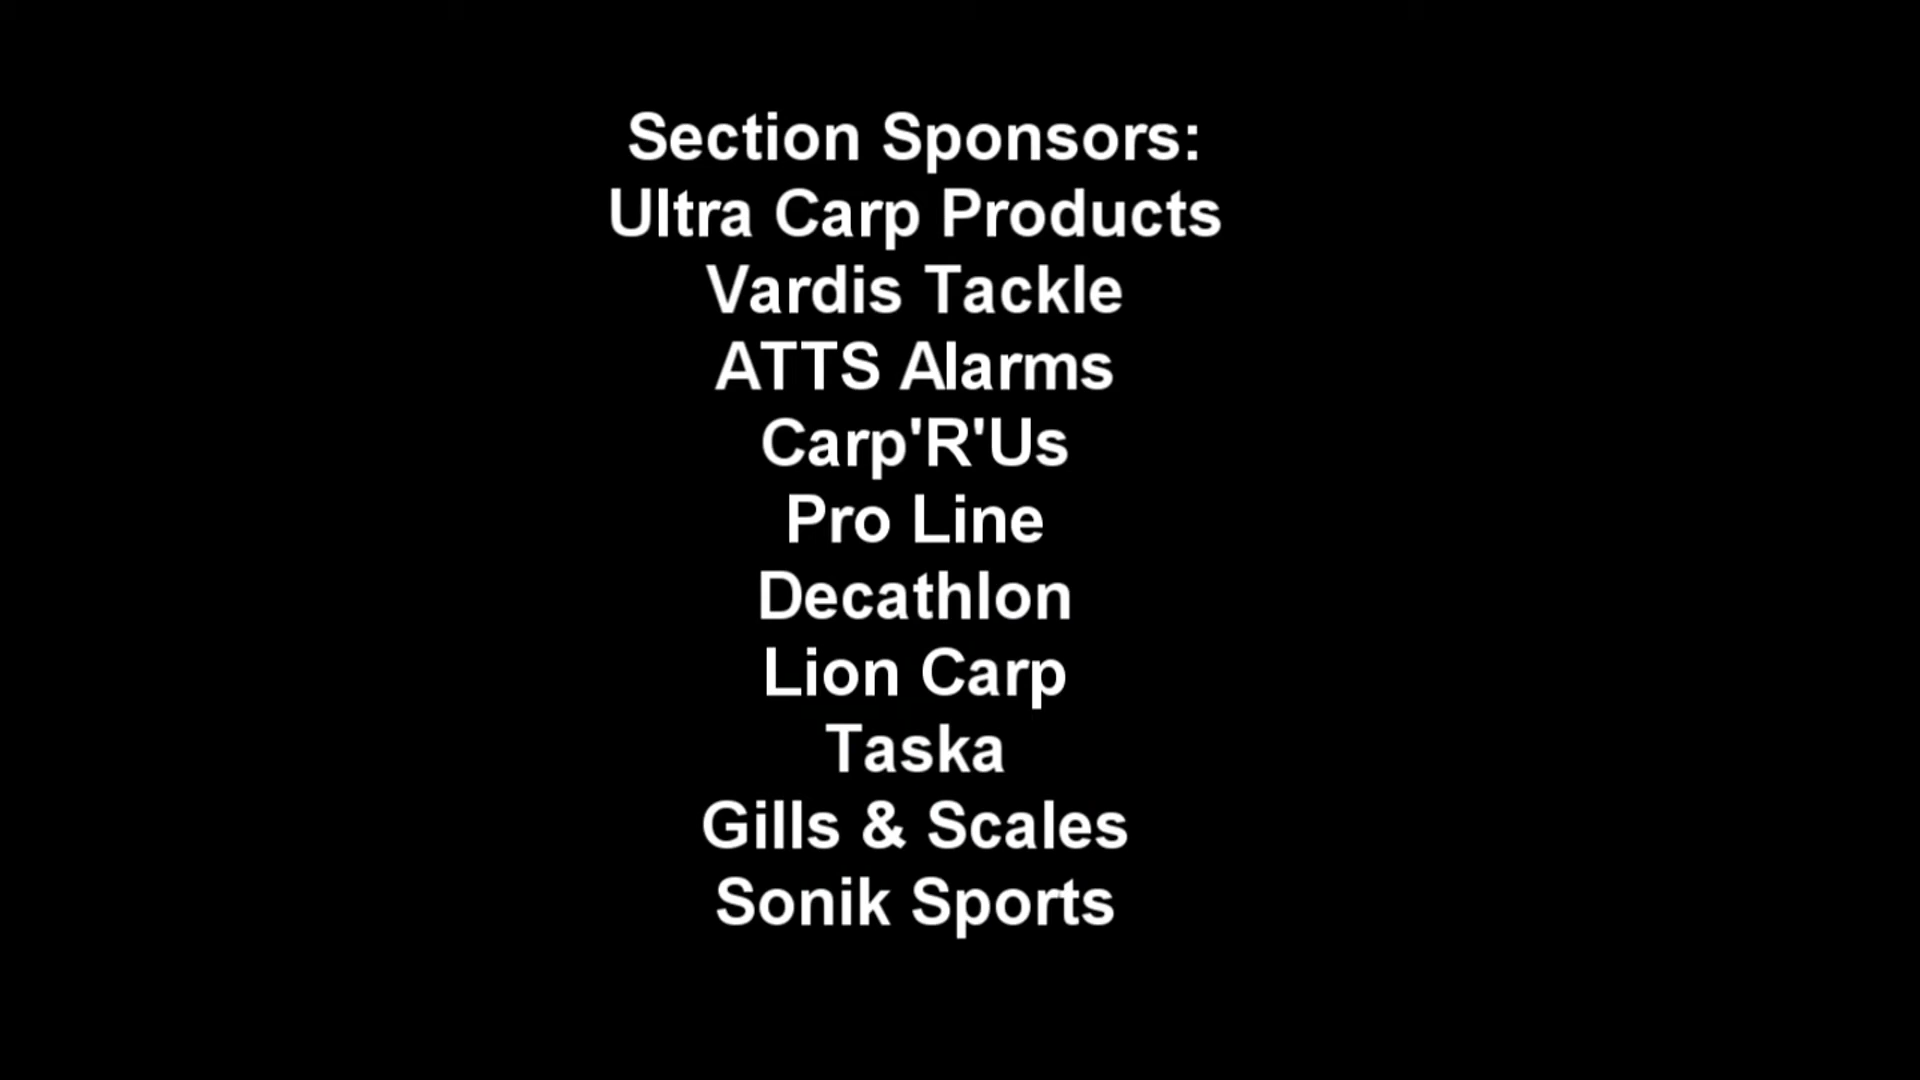 Section Sponsors:
Ultra Carp Products
Vardis Tackle
ATTS Alarms
Carp'R'Us
Pro Line
Decathlon
Lion Carp
Taska
Gills & Scales
Sonik Sports